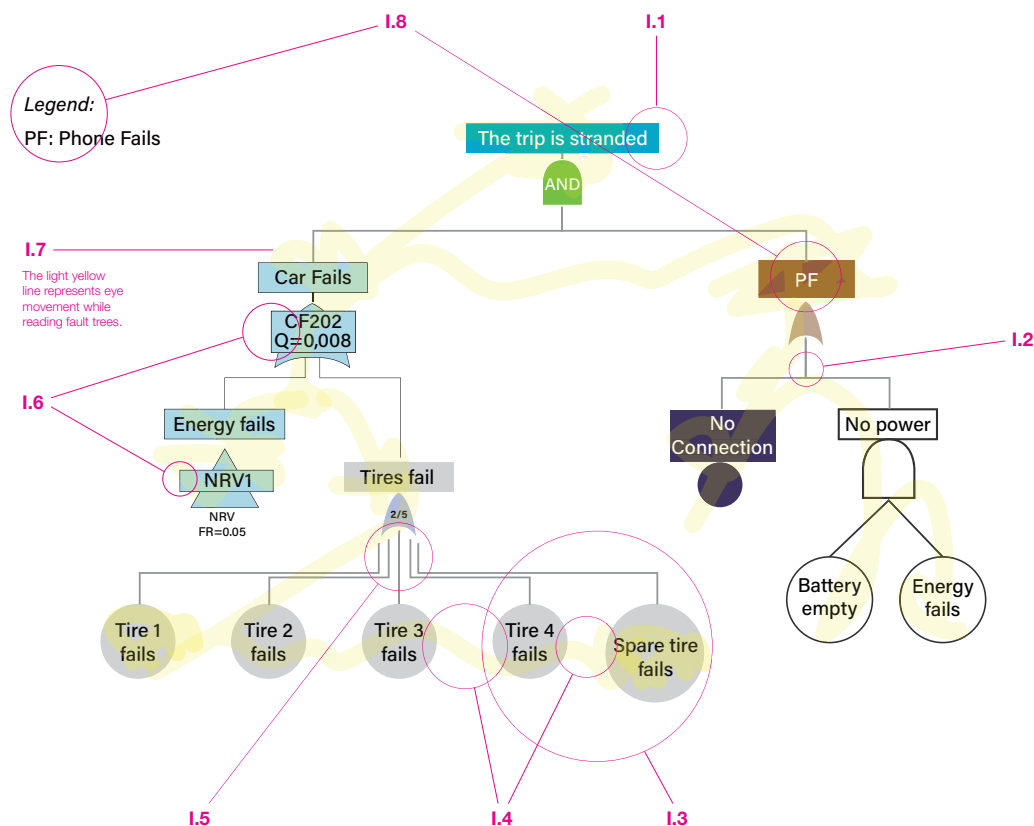 I.8
I.1
Legend:
PF: Phone Fails
The trip is stranded
AND
I.7
The light yellow
line represents eye
movement while
reading fault trees.
Car Fails
PF
CF202
Q=0,008
I.2
I.6
Energy fails
No
Connection
No power
NRV1
Tires fail
NRV
FR=0.05
2/5
Battery
empty
Energy
fails
Tire 1
fails
Tire 2
fails
Tire 3
fails
Tire 4
fails
Spare tire
fails
I.5
I.4
I.3